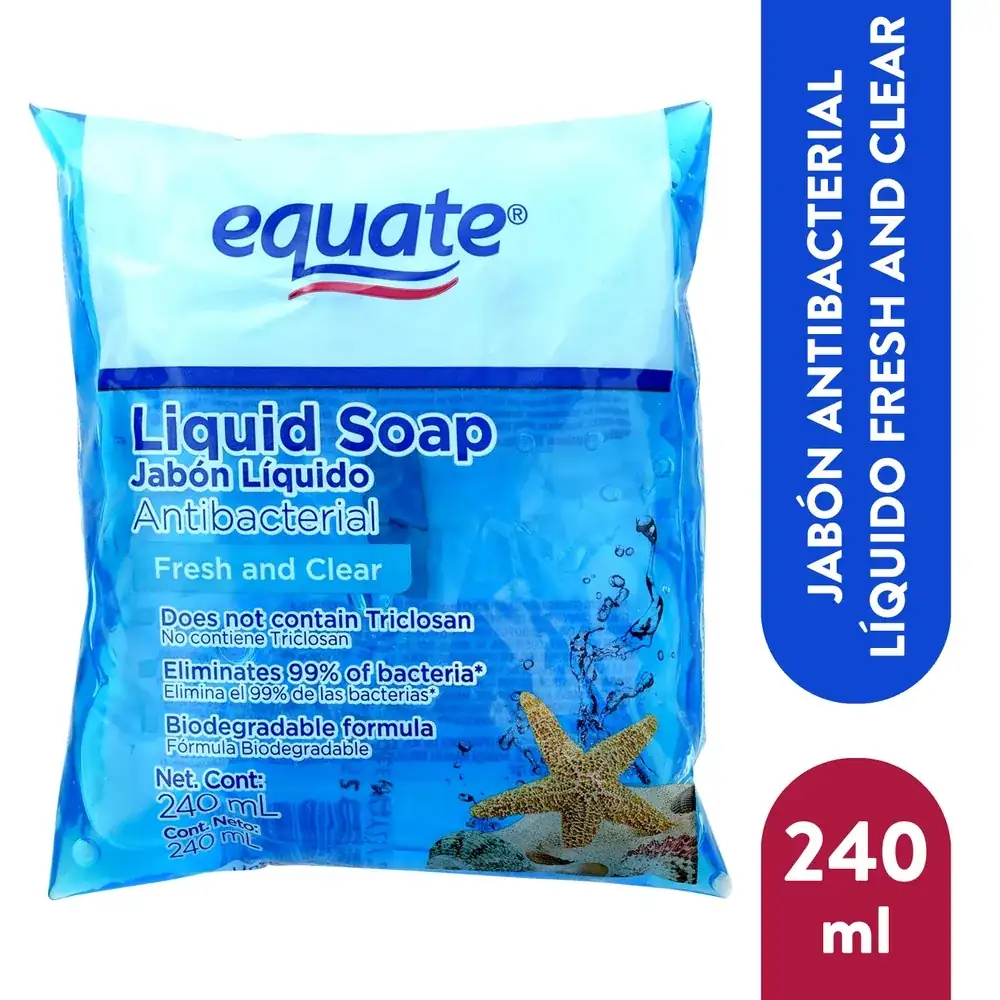 equate®
Liquid Soap
Jabón Líquido
Antibacterial
Fresh and Clear
Does not contain Triclosan
No contiene Triclosan
Eliminates 99% of bacteria*
Elimina el 99% de las bacterias*
Biodegradable formula
Fórmula Biodegradable
Net. Cont:
240 mL
Cont. Neto:
240 mL
JABÓN ANTIBACTERIAL
LÍQUIDO FRESH AND CLEAR
240
ml